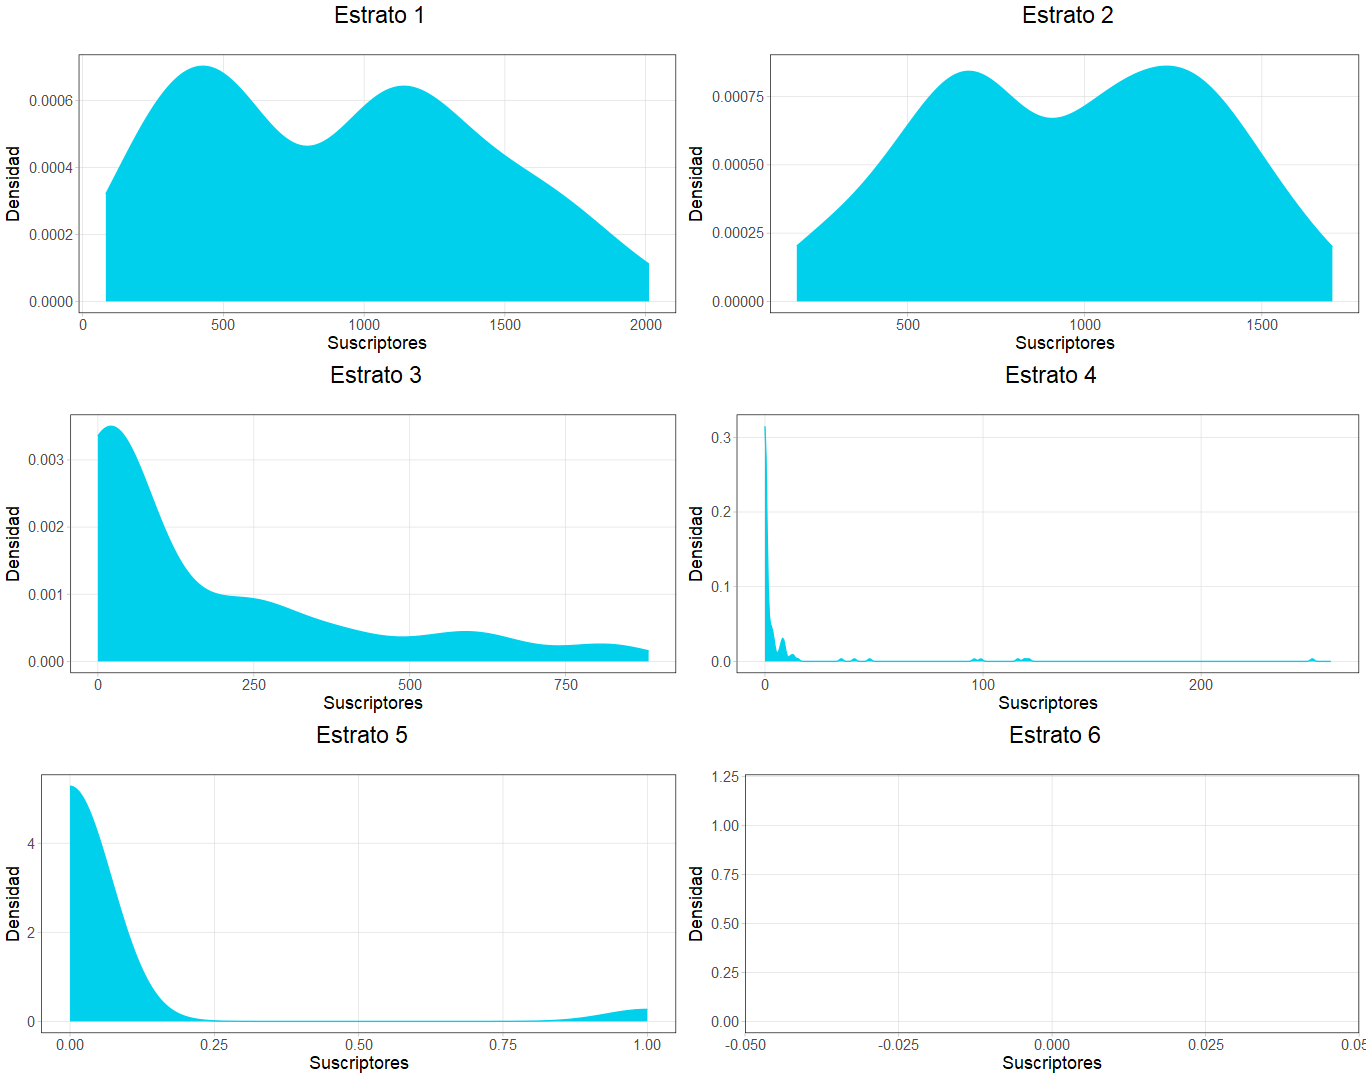 Estrato 1
Densidad
0.0006
0.0004
0.0002
0.0000
0 500 1000 1500 2000
Suscriptores
Estrato 2
Densidad
0.00075
0.00050
0.00025
0.00000
500 1000 1500
Suscriptores
Estrato 3
Densidad
0.003
0.002
0.001
0.000
0 250 500 750
Suscriptores
Estrato 4
Densidad
0.3
0.2
0.1
0.0
0 100 200
Suscriptores
Estrato 5
Densidad
4
2
0
0.00 0.25 0.50 0.75 1.00
Suscriptores
Estrato 6
Densidad
1.25
1.00
0.75
0.50
0.25
0.00
-0.050 -0.025 0.000 0.025
Suscriptores